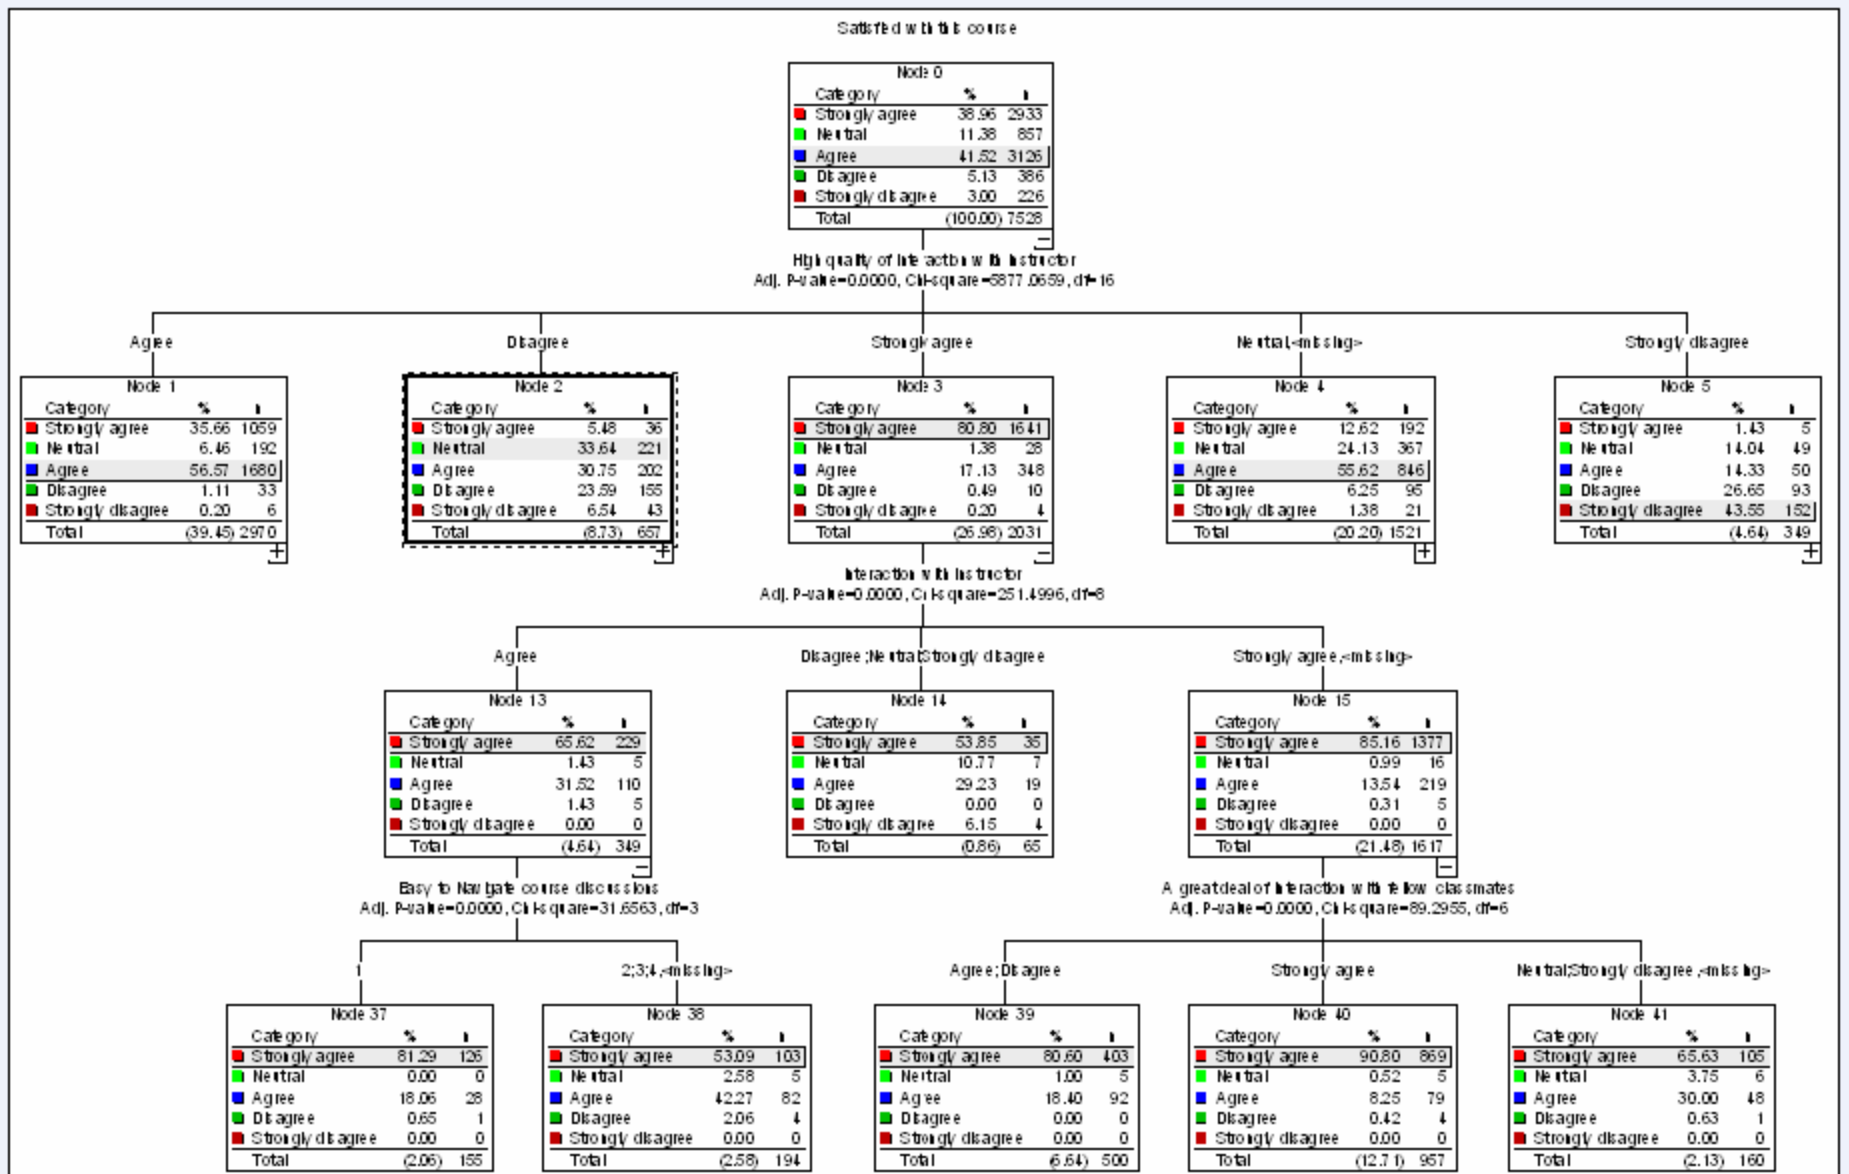 Satisfied with this course
Node 0
Category % n
Strongly agree 38.96 2933
Neutral 11.38 857
Agree 41.52 3126
Disagree 5.13 386
Strongly disagree 3.00 226
Total (100.00) 7528
High quality of interaction with instructor
Adj. P-value=0.0000, Chi-square=5877.0659, df=16
Agree
Disagree
Strongly agree
Neutral,<missing>
Strongly disagree
Node 1
Category % n
Strongly agree 35.66 1059
Neutral 6.46 192
Agree 56.57 1680
Disagree 1.11 33
Strongly disagree 0.20 6
Total (39.45) 2970
Node 2
Category % n
Strongly agree 5.48 36
Neutral 33.64 221
Agree 30.75 202
Disagree 23.59 155
Strongly disagree 6.54 43
Total (8.73) 657
Node 3
Category % n
Strongly agree 80.80 1641
Neutral 1.38 28
Agree 17.13 348
Disagree 0.49 10
Strongly disagree 0.20 4
Total (26.98) 2031
Node 4
Category % n
Strongly agree 12.62 192
Neutral 24.13 367
Agree 55.62 846
Disagree 6.25 95
Strongly disagree 1.38 21
Total (20.20) 1521
Node 5
Category % n
Strongly agree 1.43 5
Neutral 14.04 49
Agree 14.33 50
Disagree 26.65 93
Strongly disagree 43.55 152
Total (4.64) 349
Interaction with instructor
Adj. P-value=0.0000, Chi-square=251.4996, df=8
Agree
Disagree;Neutral;Strongly disagree
Strongly agree,<missing>
Node 13
Category % n
Strongly agree 65.62 229
Neutral 1.43 5
Agree 31.52 110
Disagree 1.43 5
Strongly disagree 0.00 0
Total (4.64) 349
Node 14
Category % n
Strongly agree 53.85 35
Neutral 10.77 7
Agree 29.23 19
Disagree 0.00 0
Strongly disagree 6.15 4
Total (0.86) 65
Node 15
Category % n
Strongly agree 85.16 1377
Neutral 0.99 16
Agree 13.54 219
Disagree 0.31 5
Strongly disagree 0.00 0
Total (21.48) 1617
Easy to Navigate course discussions
Adj. P-value=0.0000, Chi-square=31.6563, df=3
A great deal of interaction with fellow classmates
Adj. P-value=0.0000, Chi-square=89.2955, df=6
1
2;3;4,<missing>
Agree;Disagree
Strongly agree
Neutral;Strongly disagree,<missing>
Node 37
Category % n
Strongly agree 81.29 126
Neutral 0.00 0
Agree 18.06 28
Disagree 0.65 1
Strongly disagree 0.00 0
Total (2.06) 155
Node 38
Category % n
Strongly agree 53.09 103
Neutral 2.58 5
Agree 42.27 82
Disagree 2.06 4
Strongly disagree 0.00 0
Total (2.58) 194
Node 39
Category % n
Strongly agree 80.60 403
Neutral 1.00 5
Agree 18.40 92
Disagree 0.00 0
Strongly disagree 0.00 0
Total (6.64) 500
Node 40
Category % n
Strongly agree 90.80 869
Neutral 0.52 5
Agree 8.25 79
Disagree 0.42 4
Strongly disagree 0.00 0
Total (12.71) 957
Node 41
Category % n
Strongly agree 65.63 105
Neutral 3.75 6
Agree 30.00 48
Disagree 0.63 1
Strongly disagree 0.00 0
Total (2.13) 160